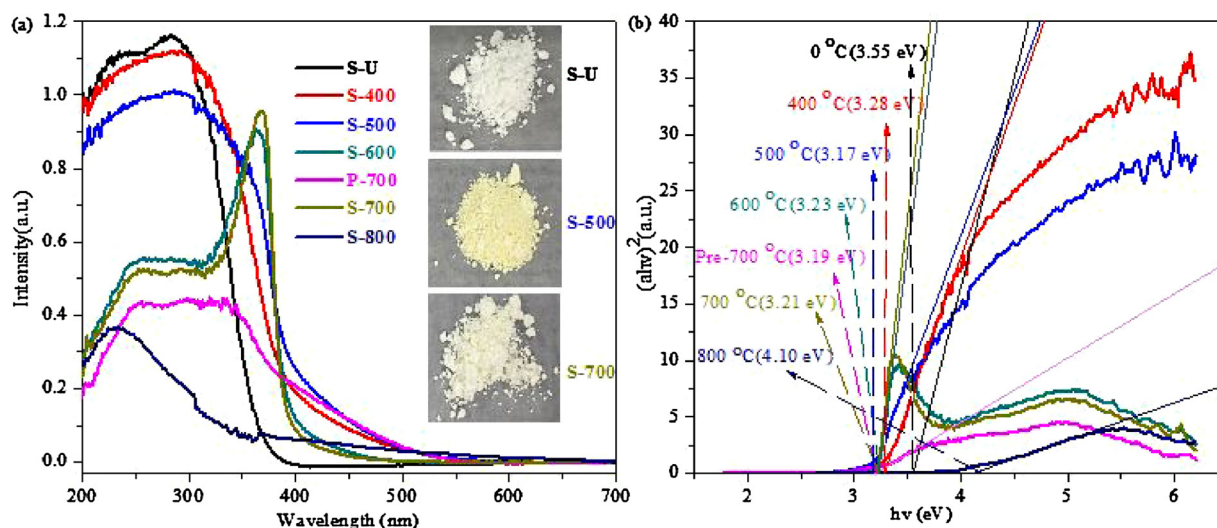 (a)
1.2
1.0
0.8
0.6
0.4
0.2
0.0
Intensity(a.u.)
200 300 400 500 600 700
Wavelength (nm)
S-U
S-400
S-500
S-600
P-700
S-700
S-800
S-U
S-500
S-700
(b)
40
35
30
25
20
15
10
5
0
(ahν)²(a.u.)
2 3 4 5 6
hν (eV)
0 °C(3.55 eV)
400 °C(3.28 eV)
500 °C(3.17 eV)
600 °C(3.23 eV)
Pre-700 °C(3.19 eV)
700 °C(3.21 eV)
800 °C(4.10 eV)